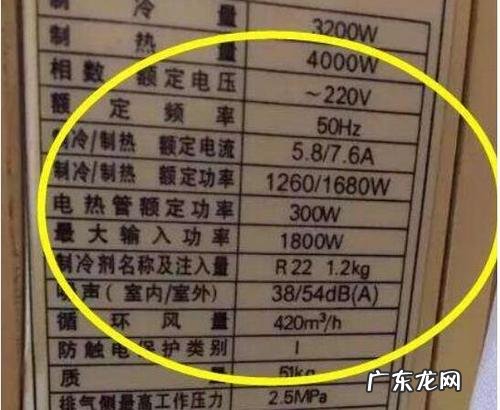 制 冷 量 3200W
制 热 量 4000W
相数 额定电压 ~220V
额 定 频 率 50Hz
制冷/制热 额定电流 5.8/7.6A
制冷/制热 额定功率 1260/1680W
电热管额定功率 300W
最大输入功率 1800W
制冷剂名称及注入量 R22 1.2kg
噪声(室内/室外) 38/54dB(A)
循 环 风 量 420m³/h
防触电保护类别 I
质 量 51kg
排气侧最高工作压力 2.5MPa
广东龙网